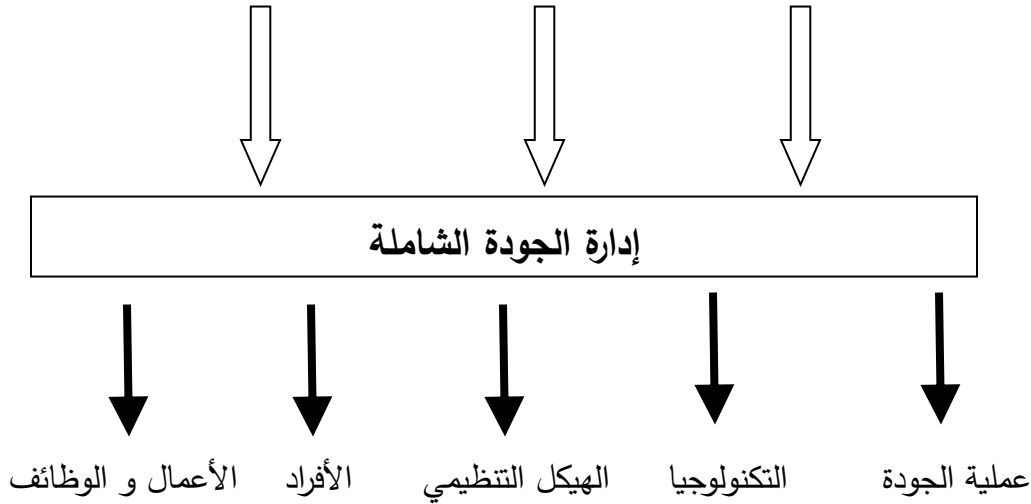 إدارة الجودة الشاملة
عملية الجودة التكنولوجيا الهيكل التنظيمي الأفراد الأعمال و الوظائف